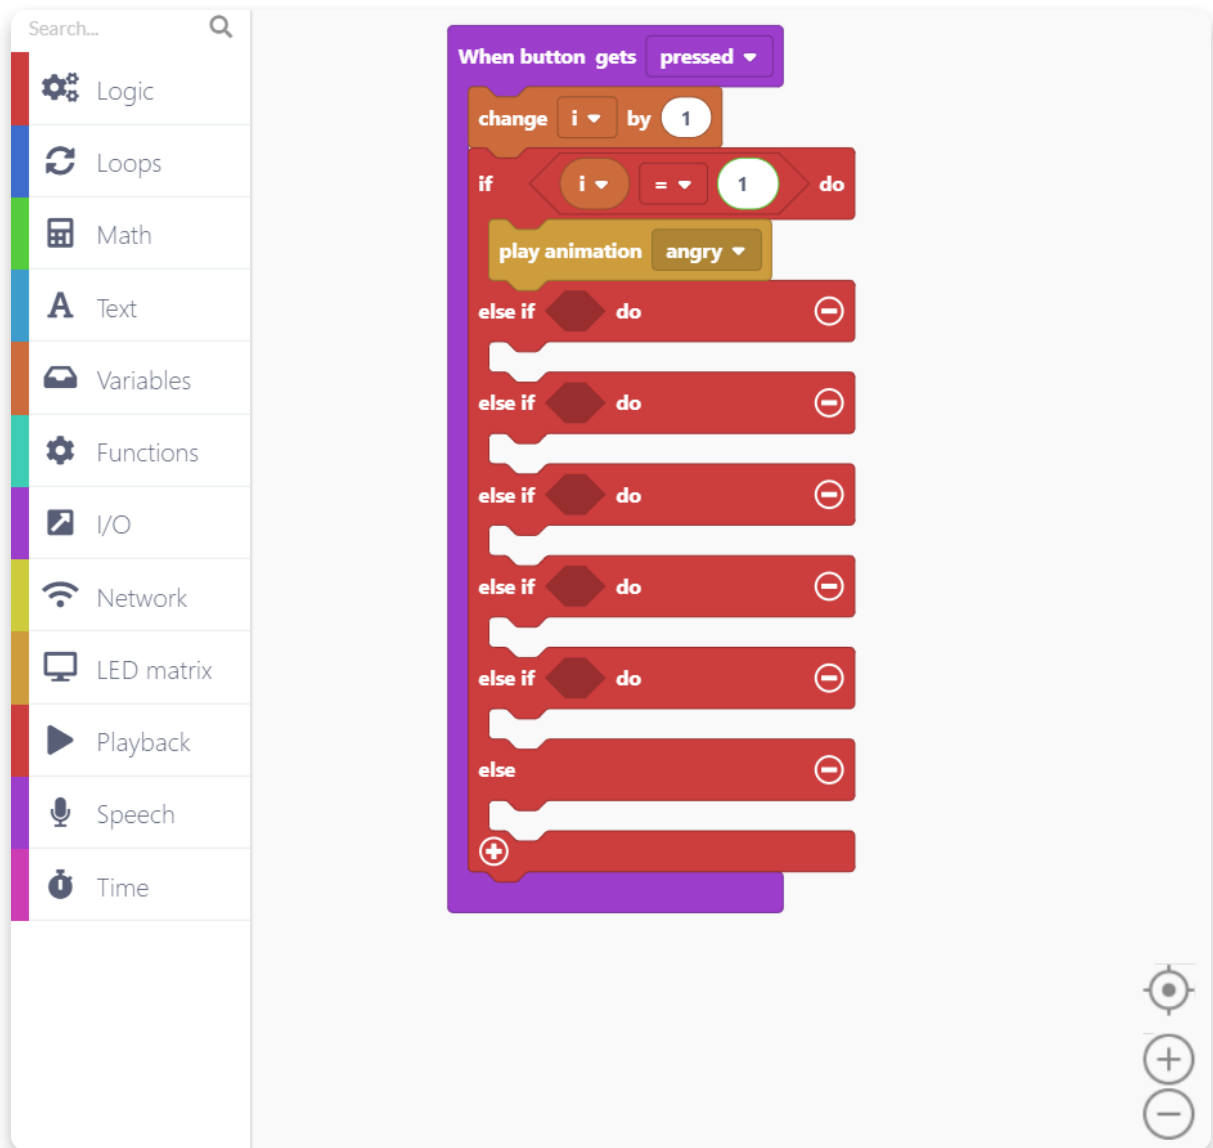 Search...
Logic
Loops
Math
Text
Variables
Functions
I/O
Network
LED matrix
Playback
Speech
Time
When button gets pressed
change i by 1
if i = 1 do
play animation angry
else if do
else if do
else if do
else if do
else if do
else